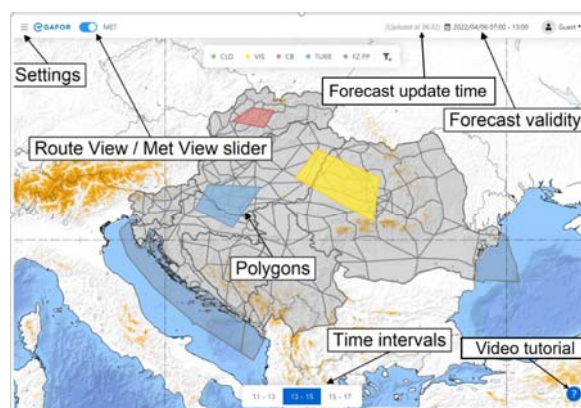 GAFOR MET
(Updated at 06:32) 2022/04/06 07:00 - 13:00
Guest
CLD VIS CB TURB FZ PP
Settings
Forecast update time
Forecast validity
Route View / Met View slider
Polygons
Time intervals
Video tutorial
11 - 13 13 - 15 15 - 17
?